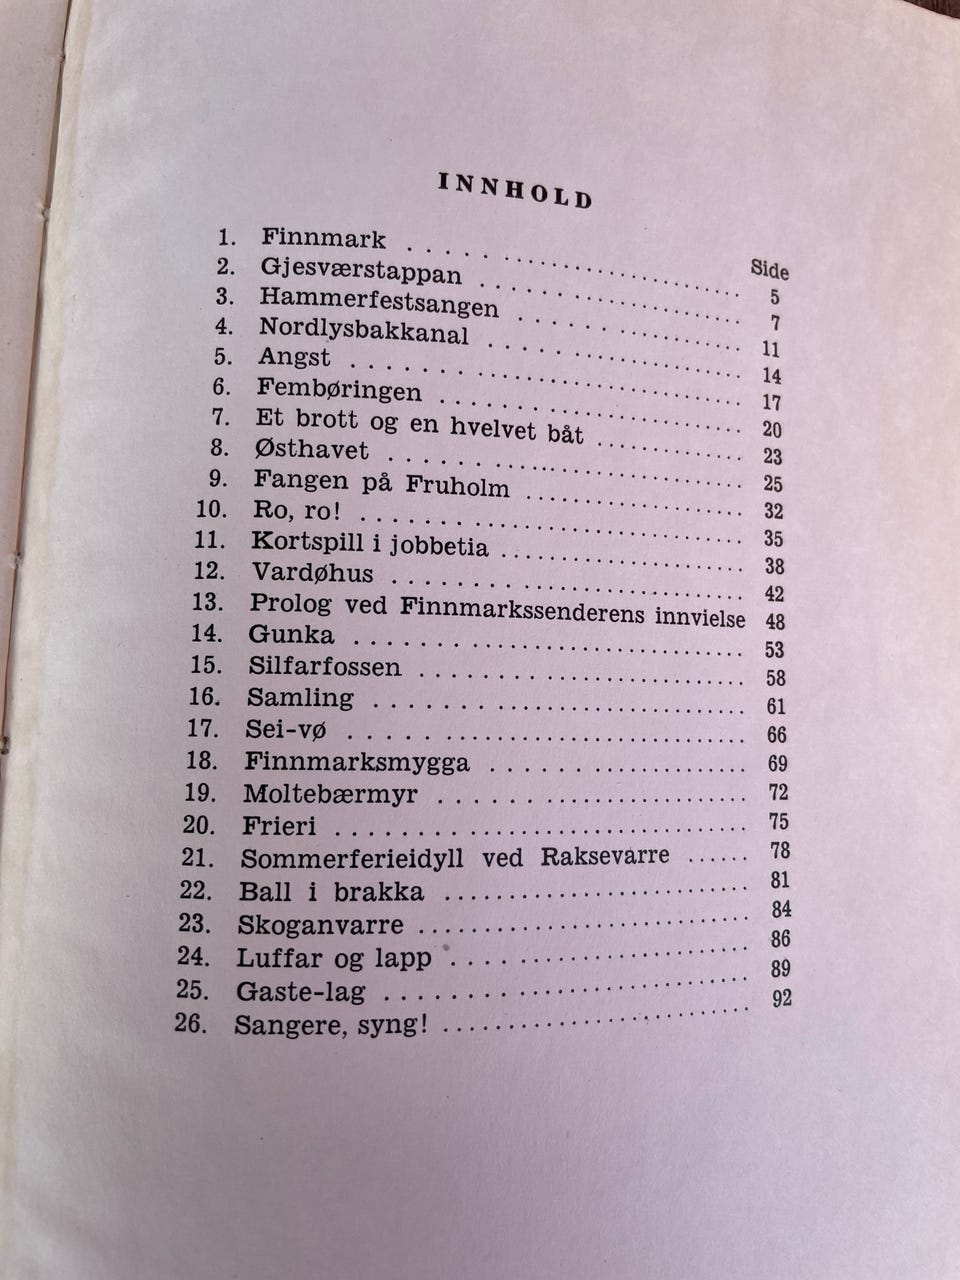 INNHOLD
Side
1. Finnmark . . . . . . . . . . . . . . . . . . . . 5
2. Gjesværstappan . . . . . . . . . . . . . . . . . . . . 7
3. Hammerfestsangen . . . . . . . . . . . . . . . . . . . . 11
4. Nordlysbakkanal . . . . . . . . . . . . . . . . . . . . 14
5. Angst . . . . . . . . . . . . . . . . . . . . 17
6. Fembøringen . . . . . . . . . . . . . . . . . . . . 20
7. Et brott og en hvelvet båt . . . . . . . . . . . . . . . 23
8. Østhavet . . . . . . . . . . . . . . . . . . . . 25
9. Fangen på Fruholm . . . . . . . . . . . . . . . . . . . . 32
10. Ro, ro! . . . . . . . . . . . . . . . . . . . . 35
11. Kortspill i jobbetia . . . . . . . . . . . . . . . . . . . . 38
12. Vardøhus . . . . . . . . . . . . . . . . . . . . 42
13. Prolog ved Finnmarkssenderens innvielse 48
14. Gunka . . . . . . . . . . . . . . . . . . . . 53
15. Silfarfossen . . . . . . . . . . . . . . . . . . . . 58
16. Samling . . . . . . . . . . . . . . . . . . . . 61
17. Sei-vø . . . . . . . . . . . . . . . . . . . . 66
18. Finnmarksmygga . . . . . . . . . . . . . . . . . . . . 69
19. Moltebærmyr . . . . . . . . . . . . . . . . . . . . 72
20. Frieri . . . . . . . . . . . . . . . . . . . . 75
21. Sommerferieidyll ved Raksevarre . . . . . . 78
22. Ball i brakka . . . . . . . . . . . . . . . . . . . . 81
23. Skoganvarre . . . . . . . . . . . . . . . . . . . . 84
24. Luffar og lapp . . . . . . . . . . . . . . . . . . . . 86
25. Gaste-lag . . . . . . . . . . . . . . . . . . . . 89
26. Sangere, syng! . . . . . . . . . . . . . . . . . . . . 92